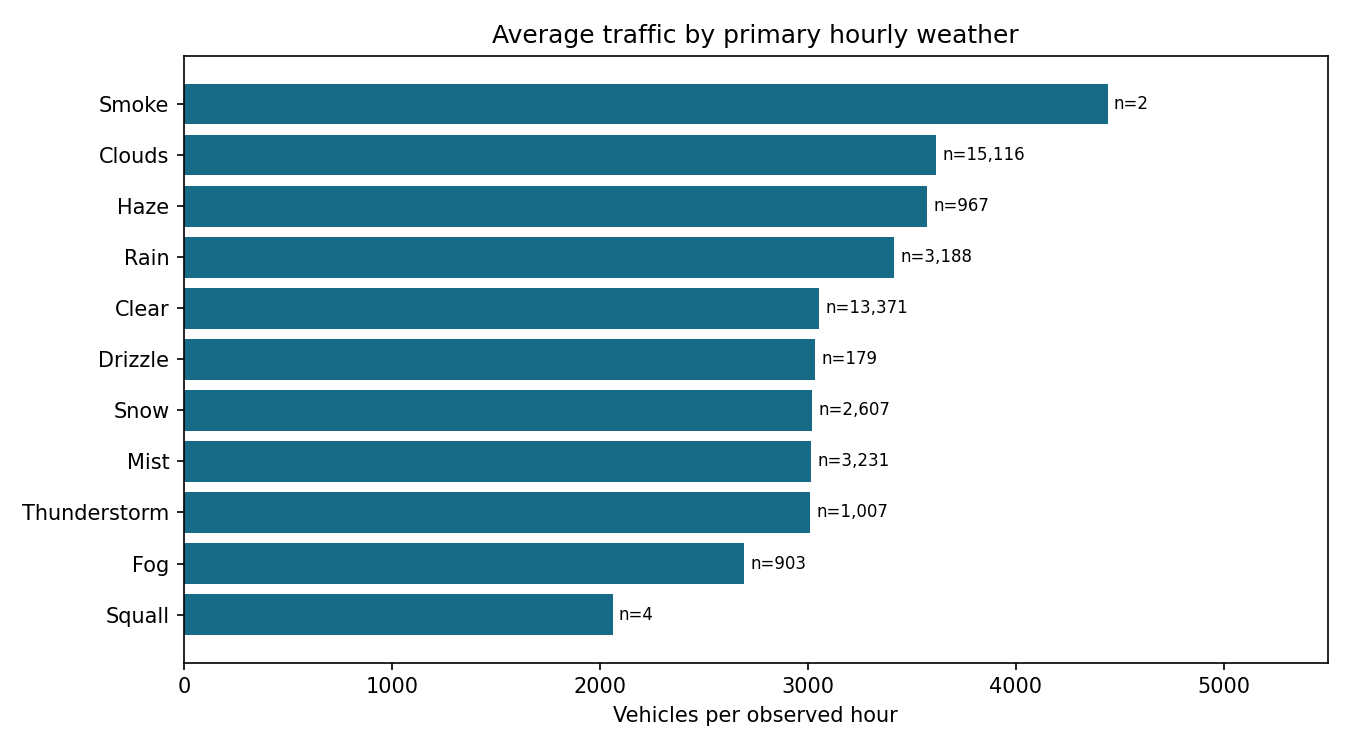 Average traffic by primary hourly weather
Smoke n=2
Clouds n=15,116
Haze n=967
Rain n=3,188
Clear n=13,371
Drizzle n=179
Snow n=2,607
Mist n=3,231
Thunderstorm n=1,007
Fog n=903
Squall n=4
0 1000 2000 3000 4000 5000
Vehicles per observed hour